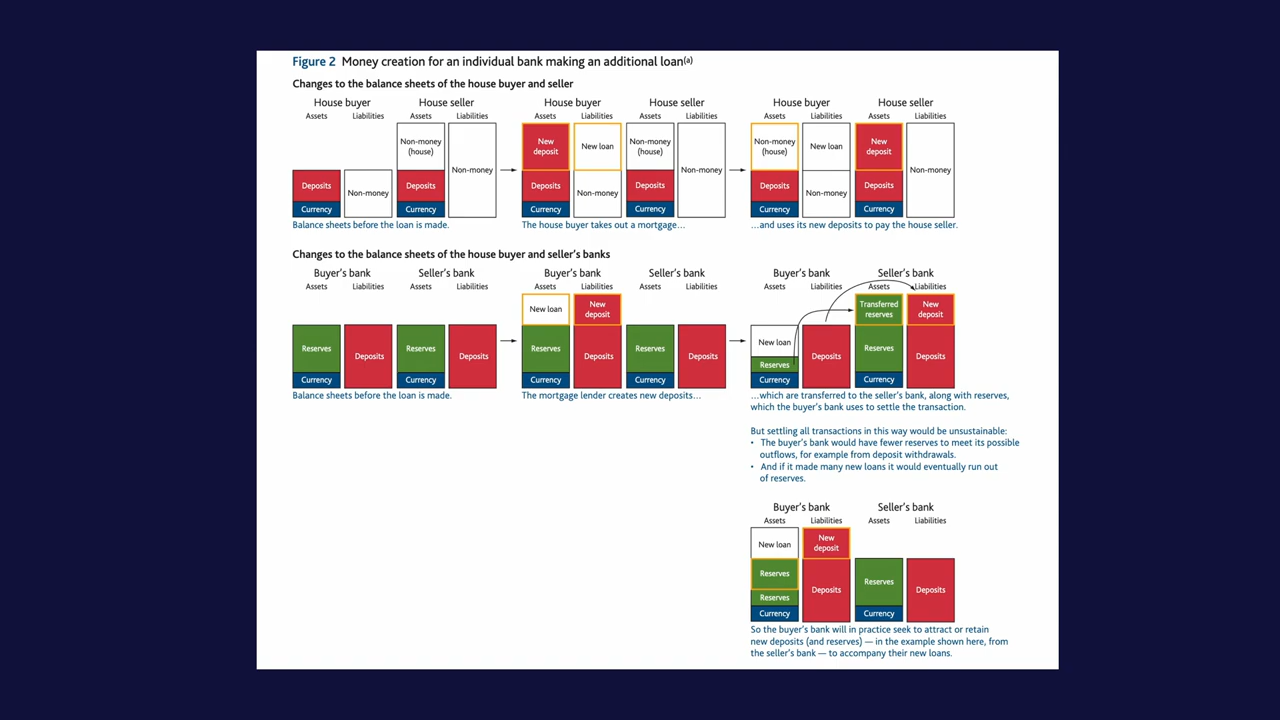 Figure 2 Money creation for an individual bank making an additional loan(a)
Changes to the balance sheets of the house buyer and seller
House buyer House seller House buyer House seller House buyer House seller
Assets Liabilities Assets Liabilities Assets Liabilities Assets Liabilities Assets Liabilities Assets Liabilities
Non-money (house)
Non-money
Deposits
Non-money
Deposits
Currency
Currency
New deposit
New loan
Non-money (house)
Non-money
Deposits
Non-money
Deposits
Currency
Currency
Non-money (house)
New loan
New deposit
Non-money
Deposits
Non-money
Deposits
Currency
Currency
Balance sheets before the loan is made.
The house buyer takes out a mortgage…
…and uses its new deposits to pay the house seller.
Changes to the balance sheets of the house buyer and seller’s banks
Buyer’s bank Seller’s bank Buyer’s bank Seller’s bank Buyer’s bank Seller’s bank
Assets Liabilities Assets Liabilities Assets Liabilities Assets Liabilities Assets Liabilities Assets Liabilities
Reserves
Deposits
Reserves
Deposits
Currency
Currency
New loan
New deposit
Reserves
Deposits
Reserves
Deposits
Currency
Currency
Transferred reserves
New deposit
New loan
Deposits
Reserves
Deposits
Reserves
Currency
Currency
Balance sheets before the loan is made.
The mortgage lender creates new deposits…
…which are transferred to the seller’s bank, along with reserves,
which the buyer’s bank uses to settle the transaction.
But settling all transactions in this way would be unsustainable:
• The buyer’s bank would have fewer reserves to meet its possible
outflows, for example from deposit withdrawals.
• And if it made many new loans it would eventually run out
of reserves.
Buyer’s bank Seller’s bank
Assets Liabilities Assets Liabilities
New loan
New deposit
Reserves
Deposits
Reserves
Deposits
Reserves
Currency
Currency
So the buyer’s bank will in practice seek to attract or retain
new deposits (and reserves) — in the example shown here, from
the seller’s bank — to accompany their new loans.